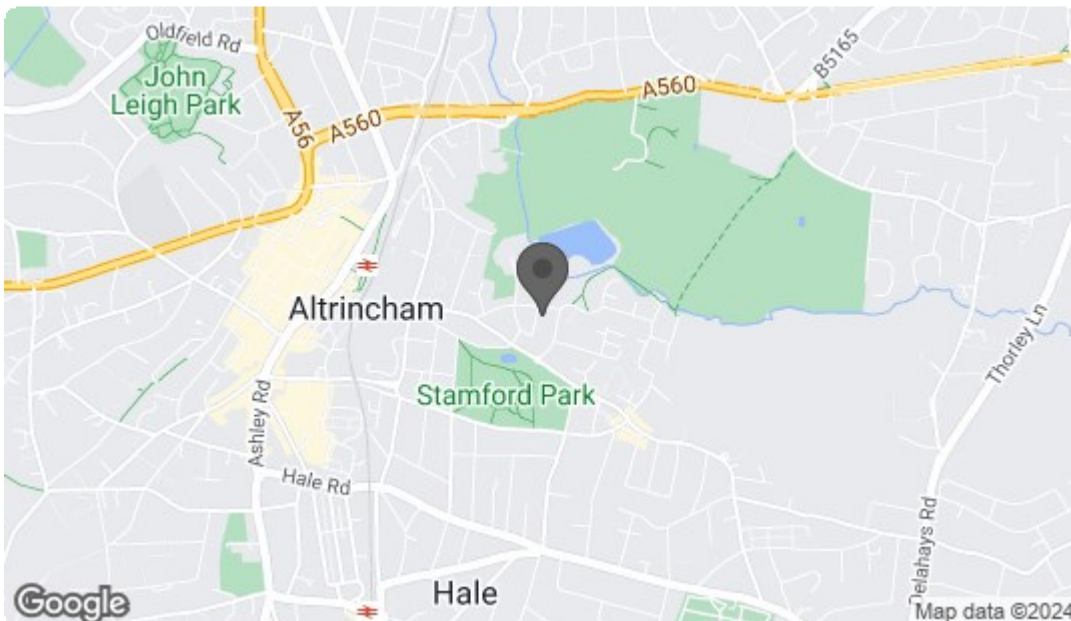 Oldfield Rd
John
Leigh Park
A56
A560
A560
B5165
Altrincham
Stamford Park
Thorley Ln
Ashley Rd
Hale Rd
Hale
Delahays Rd
Google
Map data ©2024